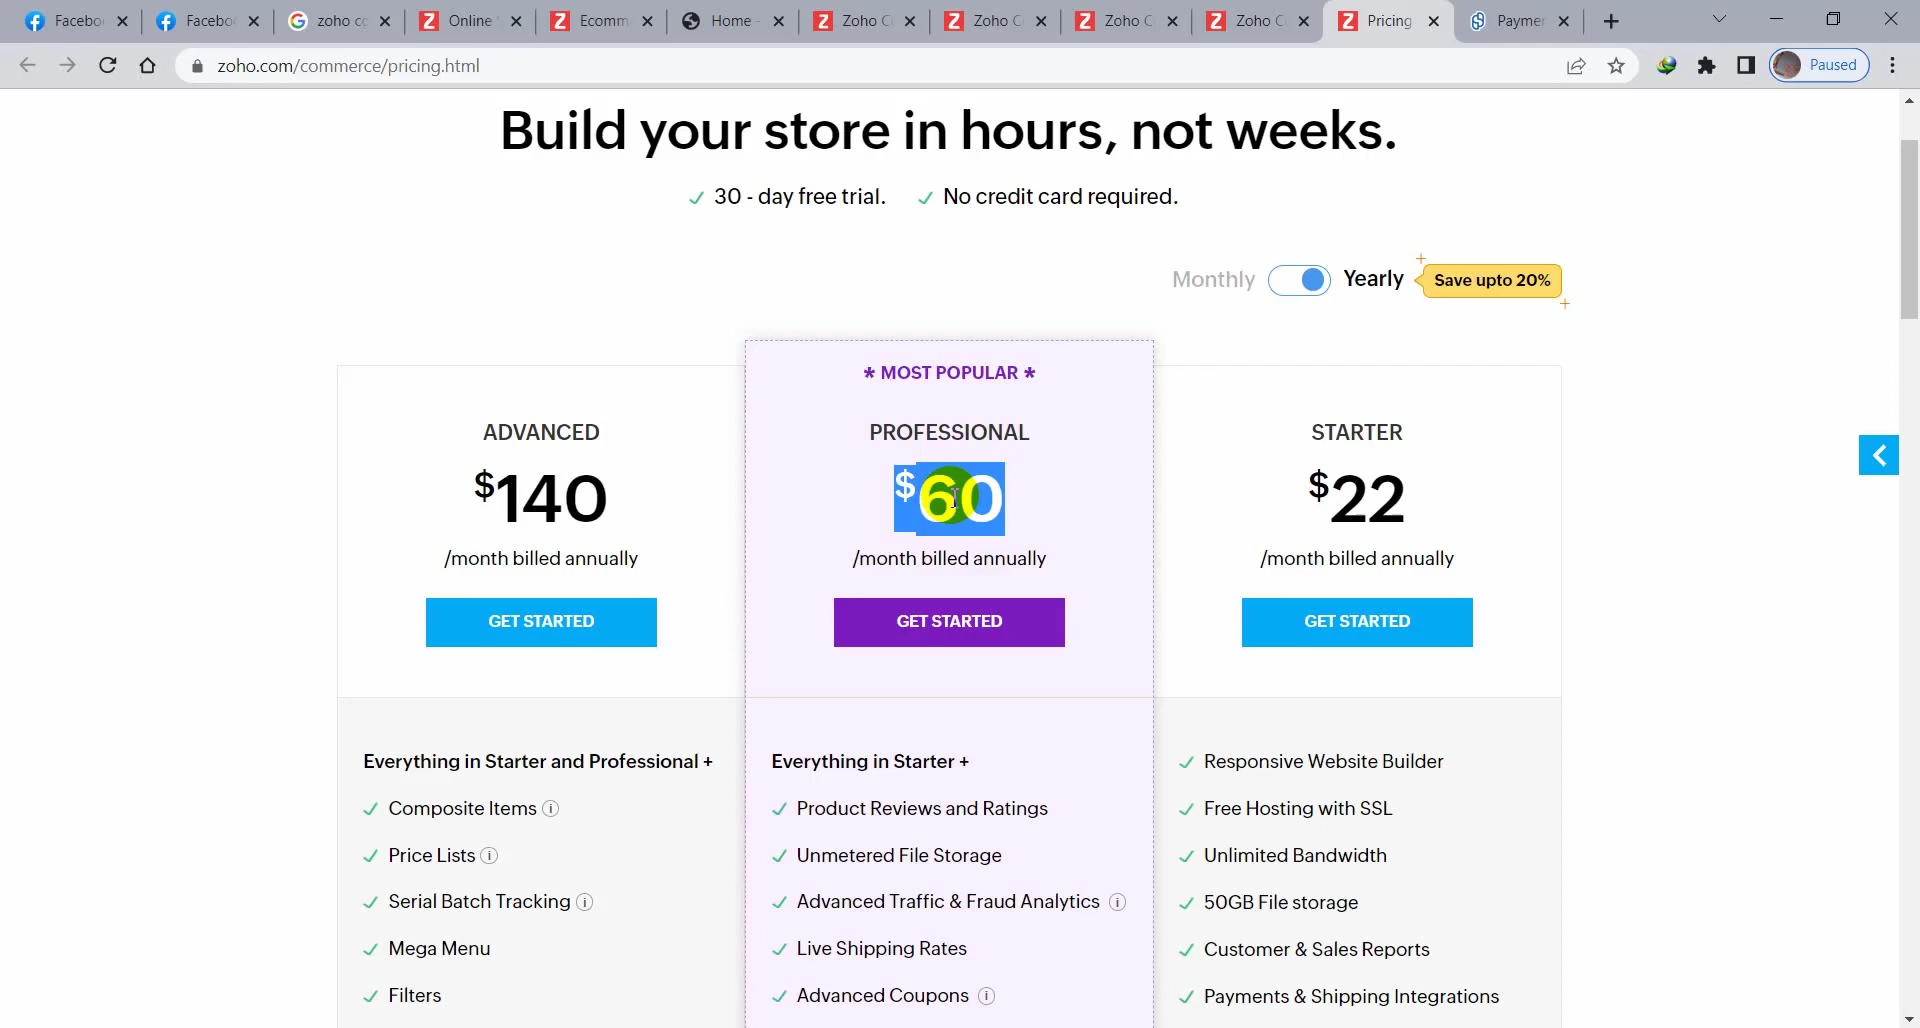 Facebo
Facebo
zoho co
Online
Ecomm
Home
Zoho C
Zoho C
Zoho C
Zoho C
Pricing
Paymen
zoho.com/commerce/pricing.html
Paused
Build your store in hours, not weeks.
30 - day free trial.
No credit card required.
Monthly
Yearly
Save upto 20%
ADVANCED
$140
/month billed annually
GET STARTED
Everything in Starter and Professional +
Composite Items
Price Lists
Serial Batch Tracking
Mega Menu
Filters
* MOST POPULAR *
PROFESSIONAL
$60
/month billed annually
GET STARTED
Everything in Starter +
Product Reviews and Ratings
Unmetered File Storage
Advanced Traffic & Fraud Analytics
Live Shipping Rates
Advanced Coupons
STARTER
$22
/month billed annually
GET STARTED
Responsive Website Builder
Free Hosting with SSL
Unlimited Bandwidth
50GB File storage
Customer & Sales Reports
Payments & Shipping Integrations